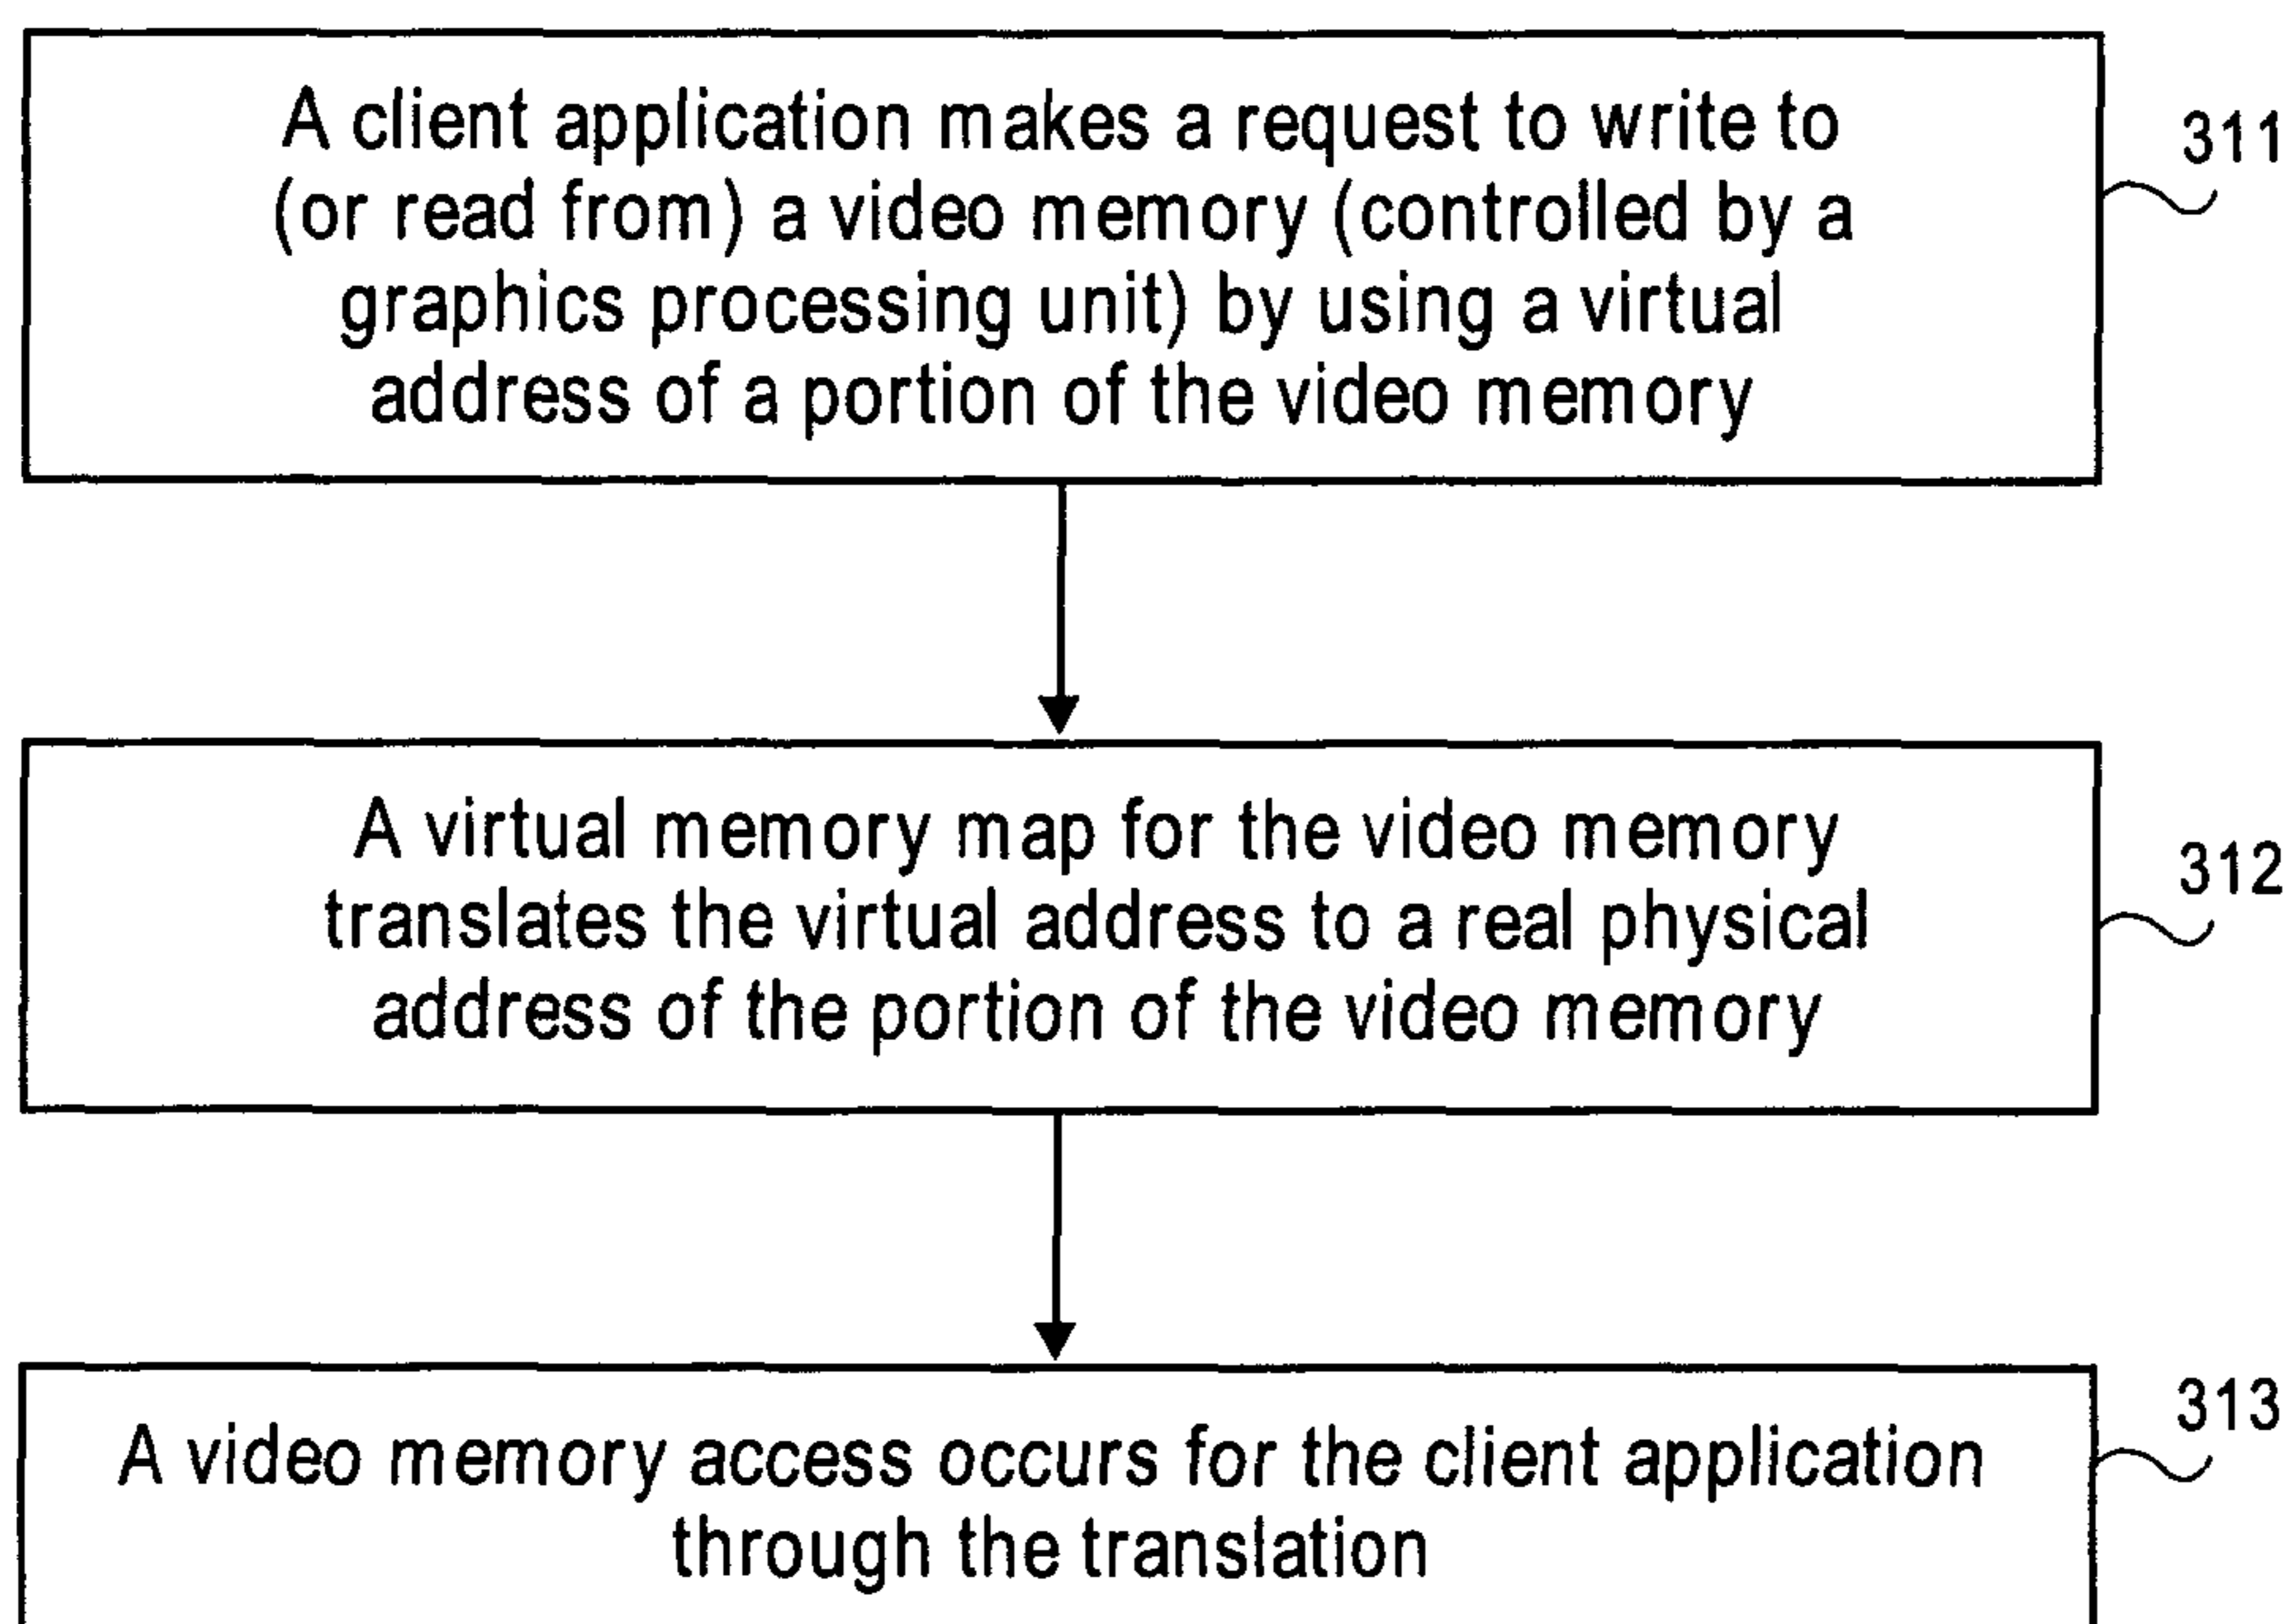 A client application makes a request to write to
(or read from) a video memory (controlled by a
graphics processing unit) by using a virtual
address of a portion of the video memory
311
A virtual memory map for the video memory
translates the virtual address to a real physical
address of the portion of the video memory
312
A video memory access occurs for the client application
through the translation
313